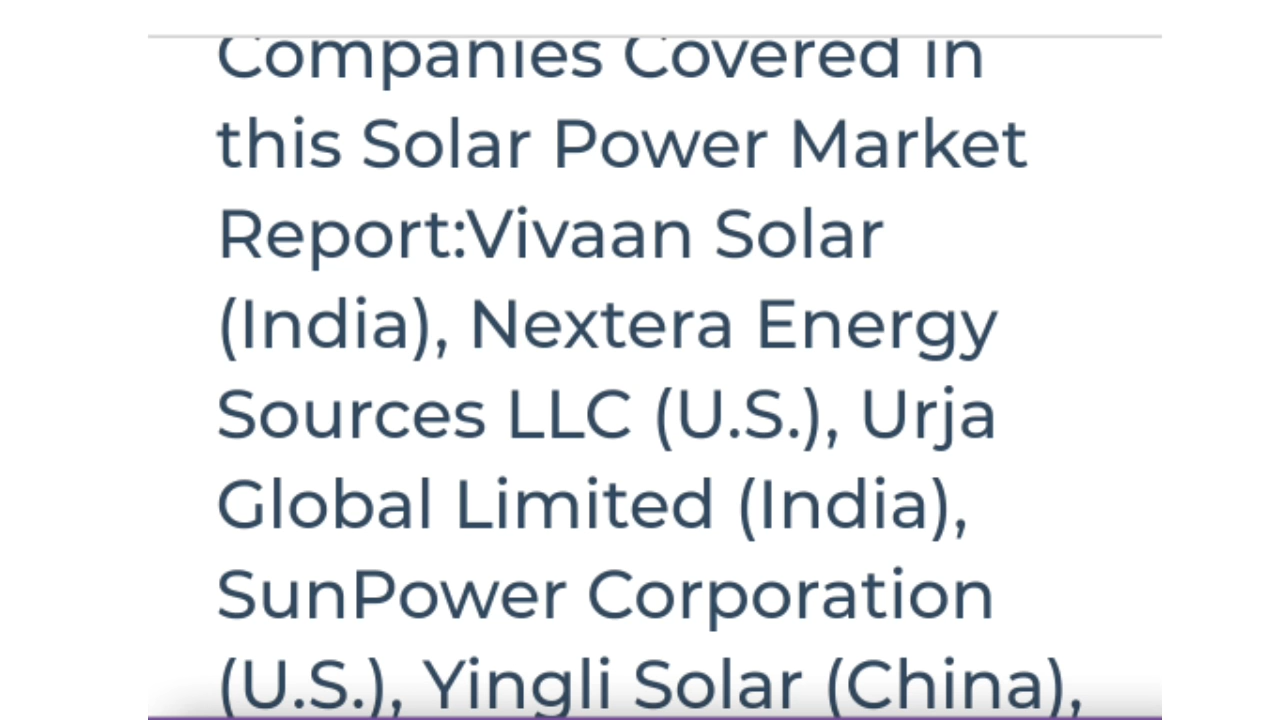 Companies Covered in
this Solar Power Market
Report:Vivaan Solar
(India), Nextera Energy
Sources LLC (U.S.), Urja
Global Limited (India),
SunPower Corporation
(U.S.), Yingli Solar (China),